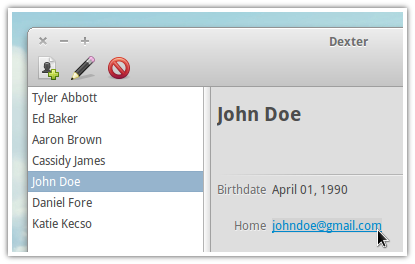 Dexter
Tyler Abbott
Ed Baker
Aaron Brown
Cassidy James
John Doe
Daniel Fore
Katie Kecso
John Doe
Birthdate April 01, 1990
Home johndoe@gmail.com